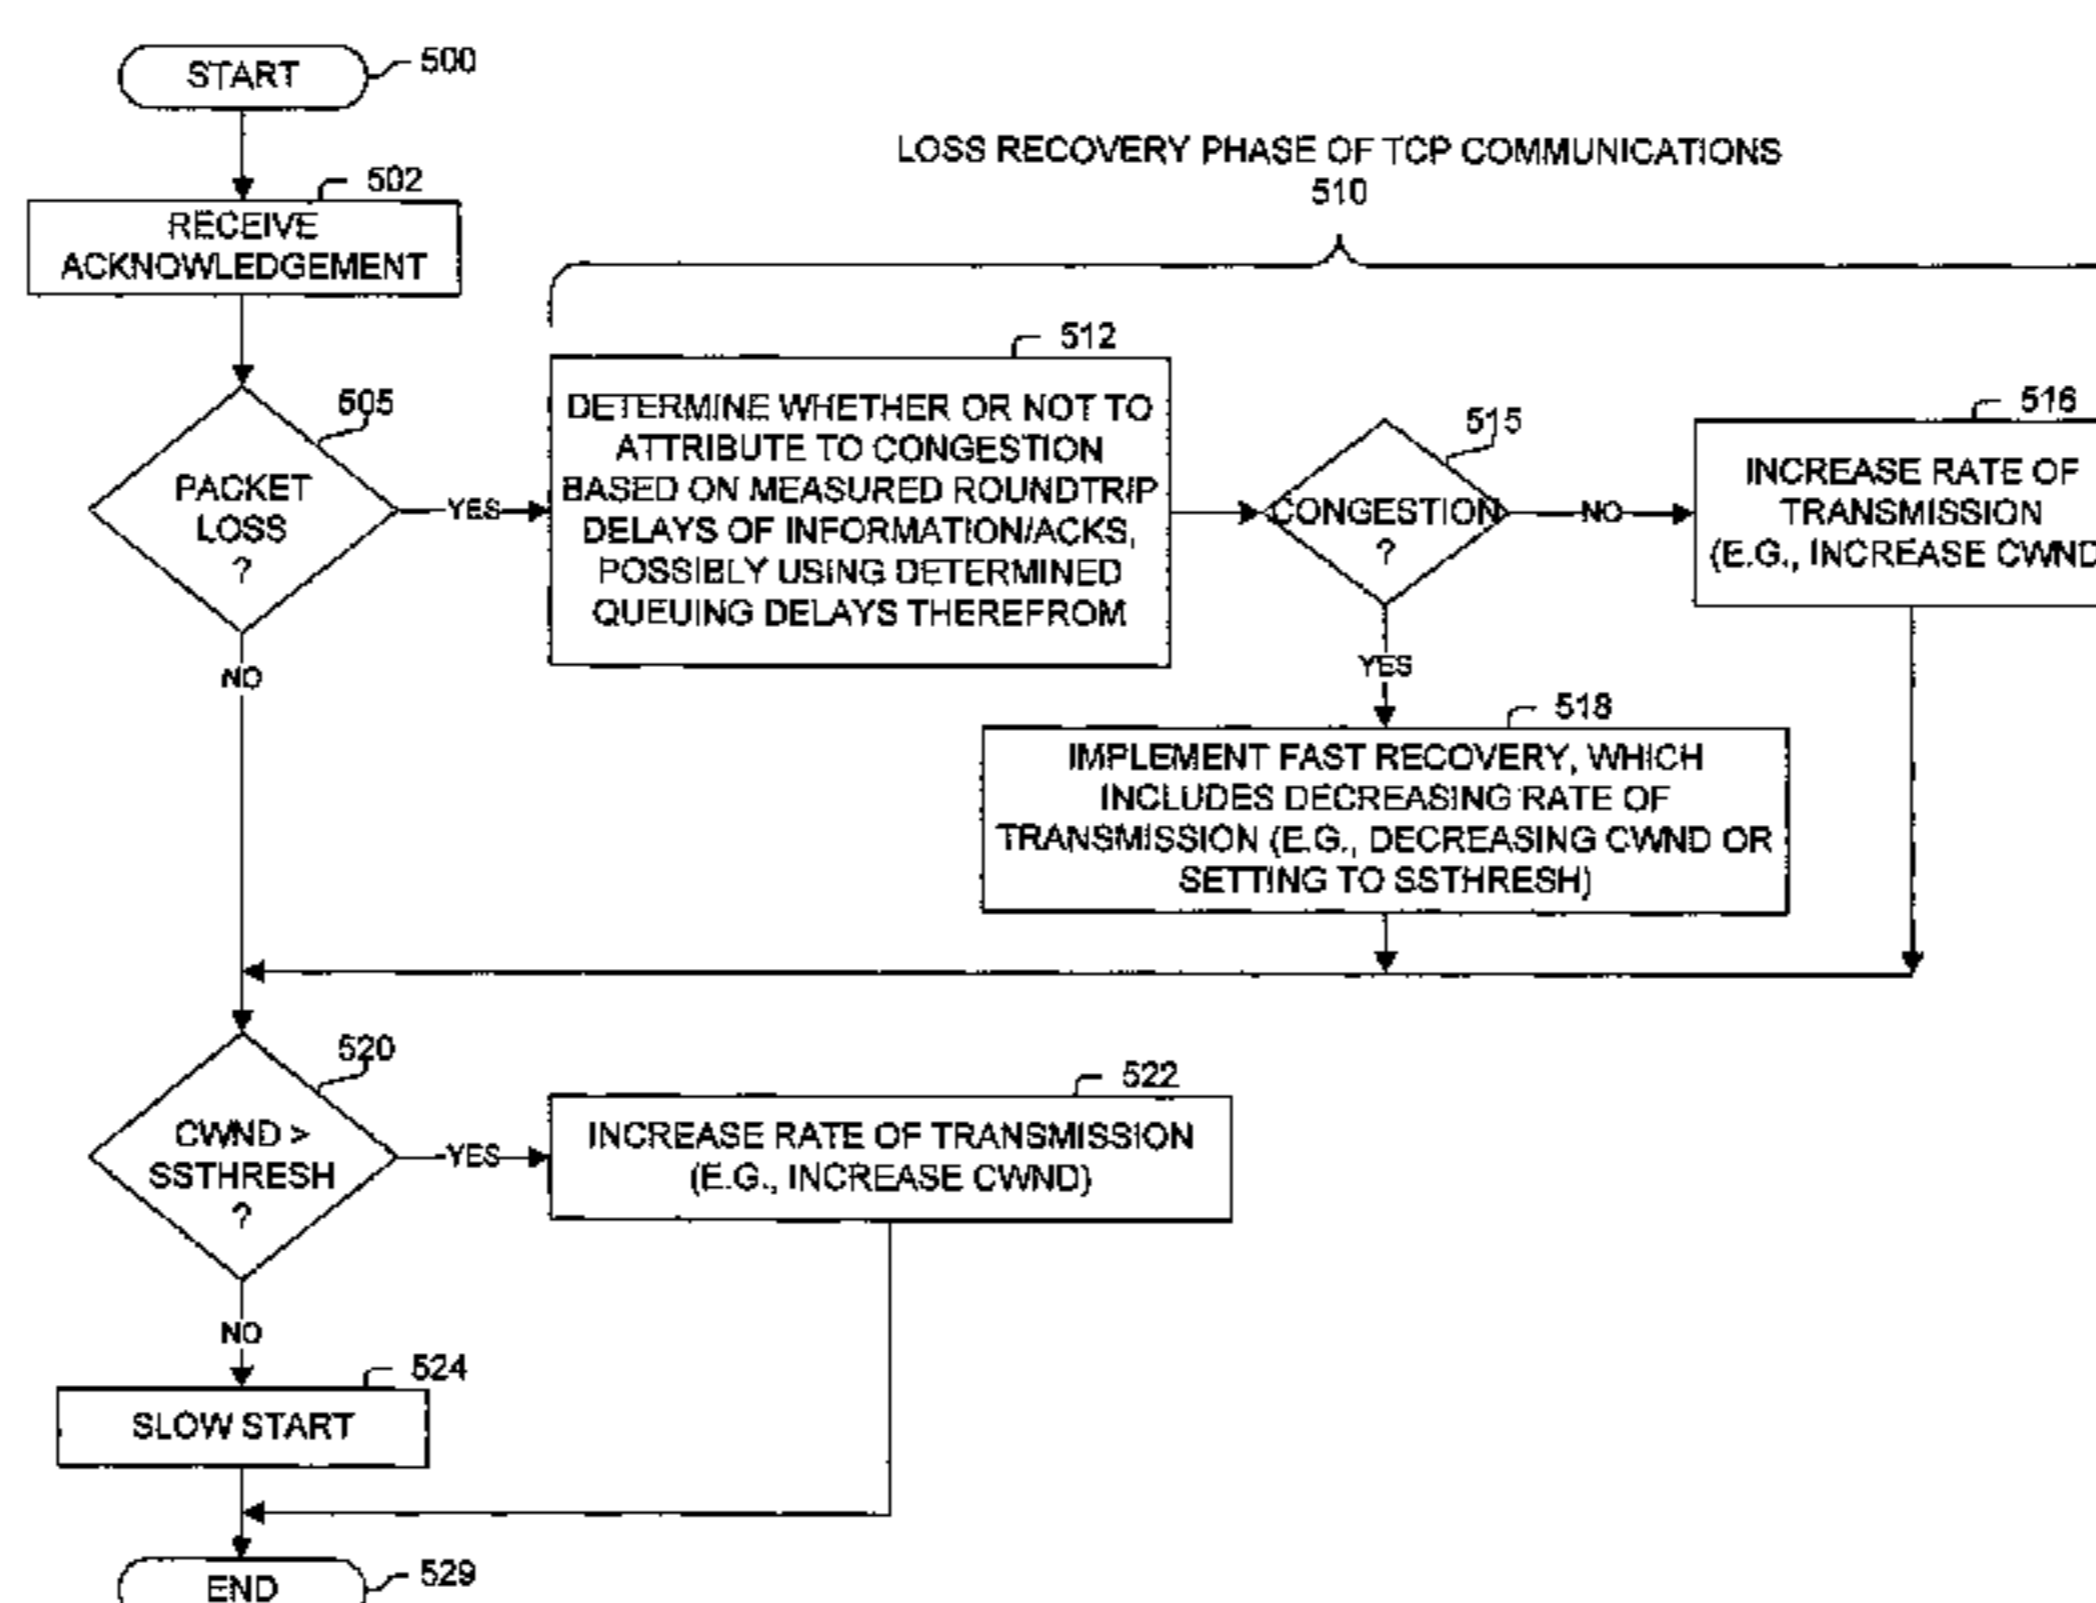 START
500
502
RECEIVE
ACKNOWLEDGEMENT
LOSS RECOVERY PHASE OF TCP COMMUNICATIONS
510
505
PACKET
LOSS
?
YES
NO
512
DETERMINE WHETHER OR NOT TO
ATTRIBUTE TO CONGESTION
BASED ON MEASURED ROUNDTRIP
DELAYS OF INFORMATION/ACKS,
POSSIBLY USING DETERMINED
QUEUING DELAYS THEREFROM
515
CONGESTION
?
NO
YES
516
INCREASE RATE OF
TRANSMISSION
(E.G., INCREASE CWND
518
IMPLEMENT FAST RECOVERY, WHICH
INCLUDES DECREASING RATE OF
TRANSMISSION (E.G., DECREASING CWND OR
SETTING TO SSTHRESH)
520
CWND >
SSTHRESH
?
YES
NO
522
INCREASE RATE OF TRANSMISSION
(E.G., INCREASE CWND)
524
SLOW START
END
529